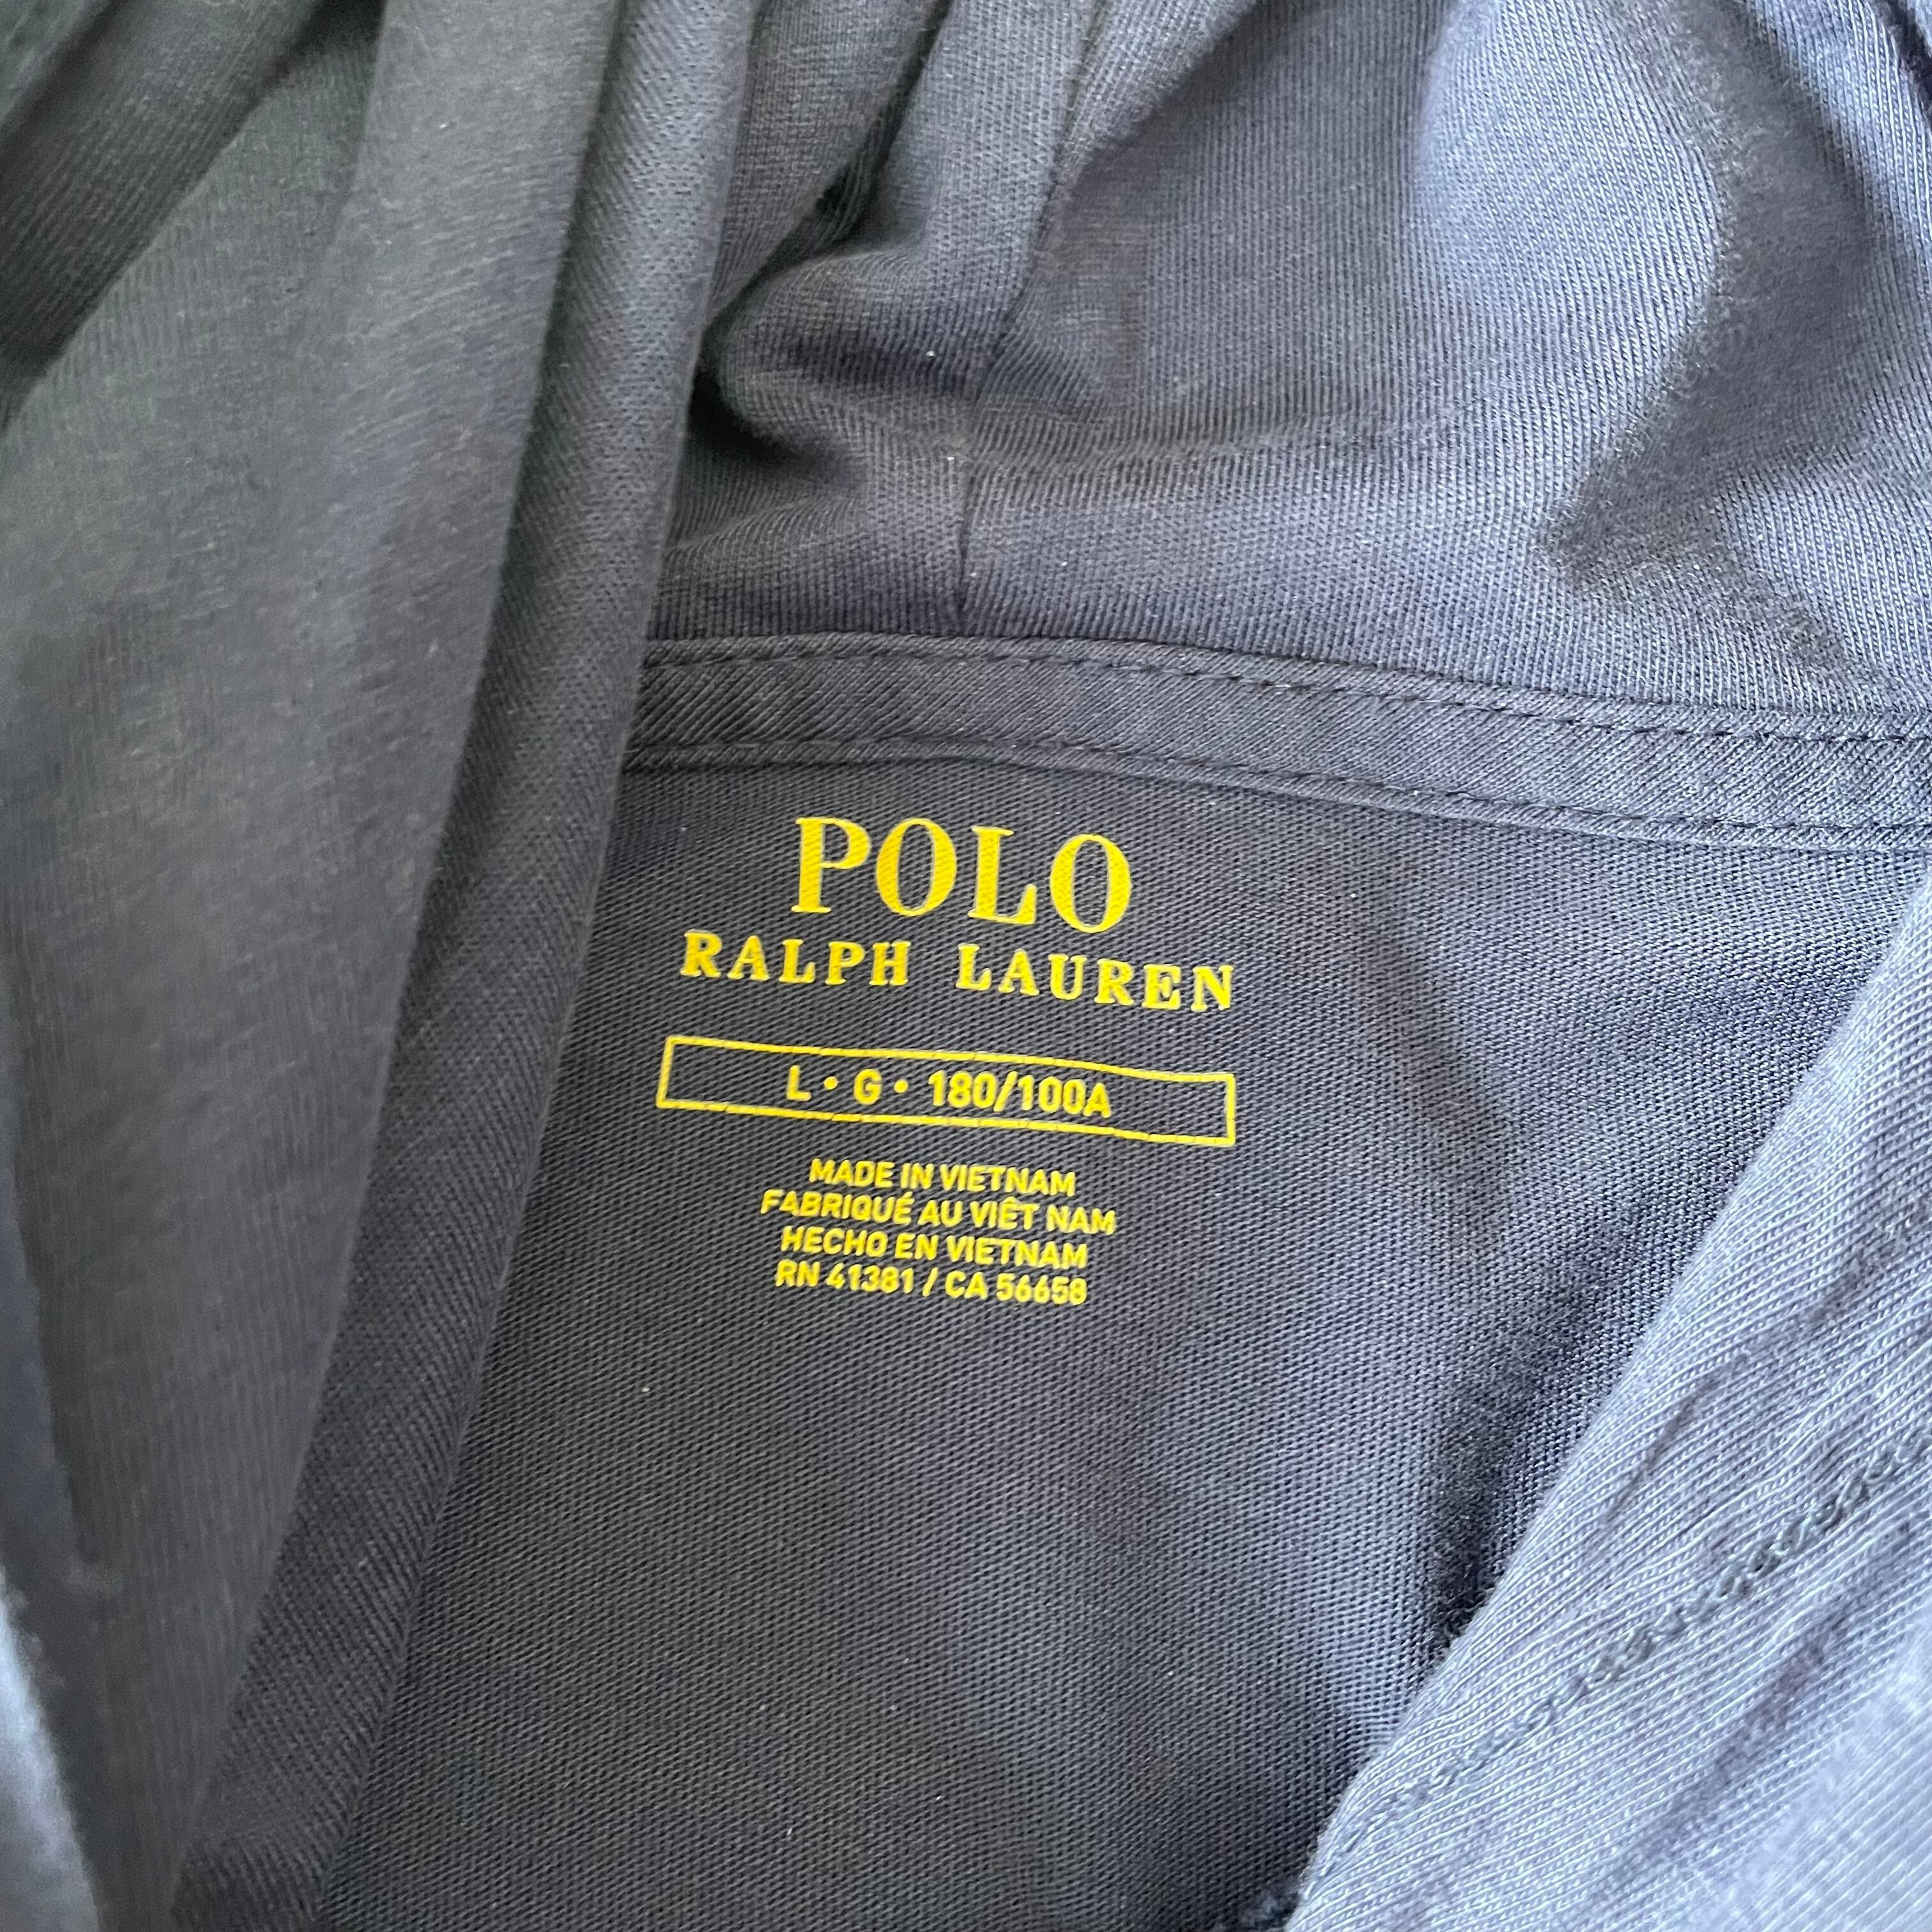 POLO
RALPH LAUREN
L • G • 180/100A
MADE IN VIETNAM
FABRIQUÉ AU VIÊT NAM
HECHO EN VIETNAM
RN 41381 / CA 56658